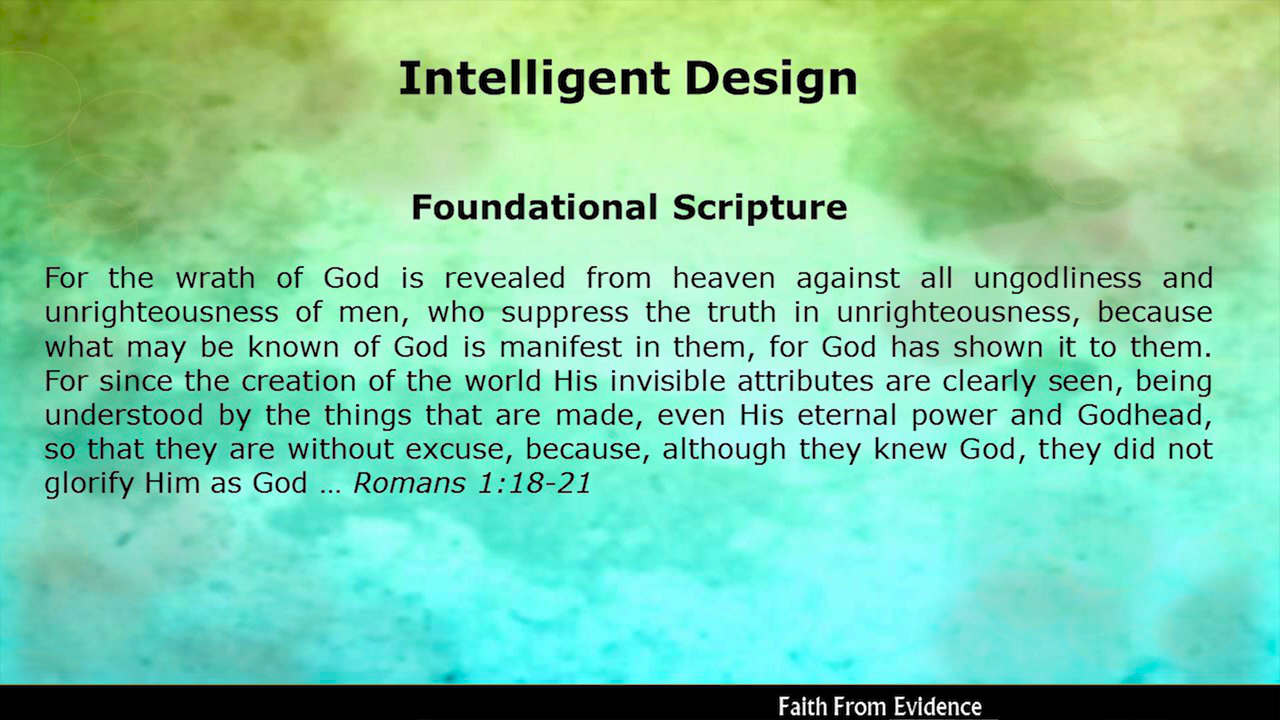 Intelligent Design
Foundational Scripture
For the wrath of God is revealed from heaven against all ungodliness and
unrighteousness of men, who suppress the truth in unrighteousness, because
what may be known of God is manifest in them, for God has shown it to them.
For since the creation of the world His invisible attributes are clearly seen, being
understood by the things that are made, even His eternal power and Godhead,
so that they are without excuse, because, although they knew God, they did not
glorify Him as God … Romans 1:18-21
Faith From Evidence